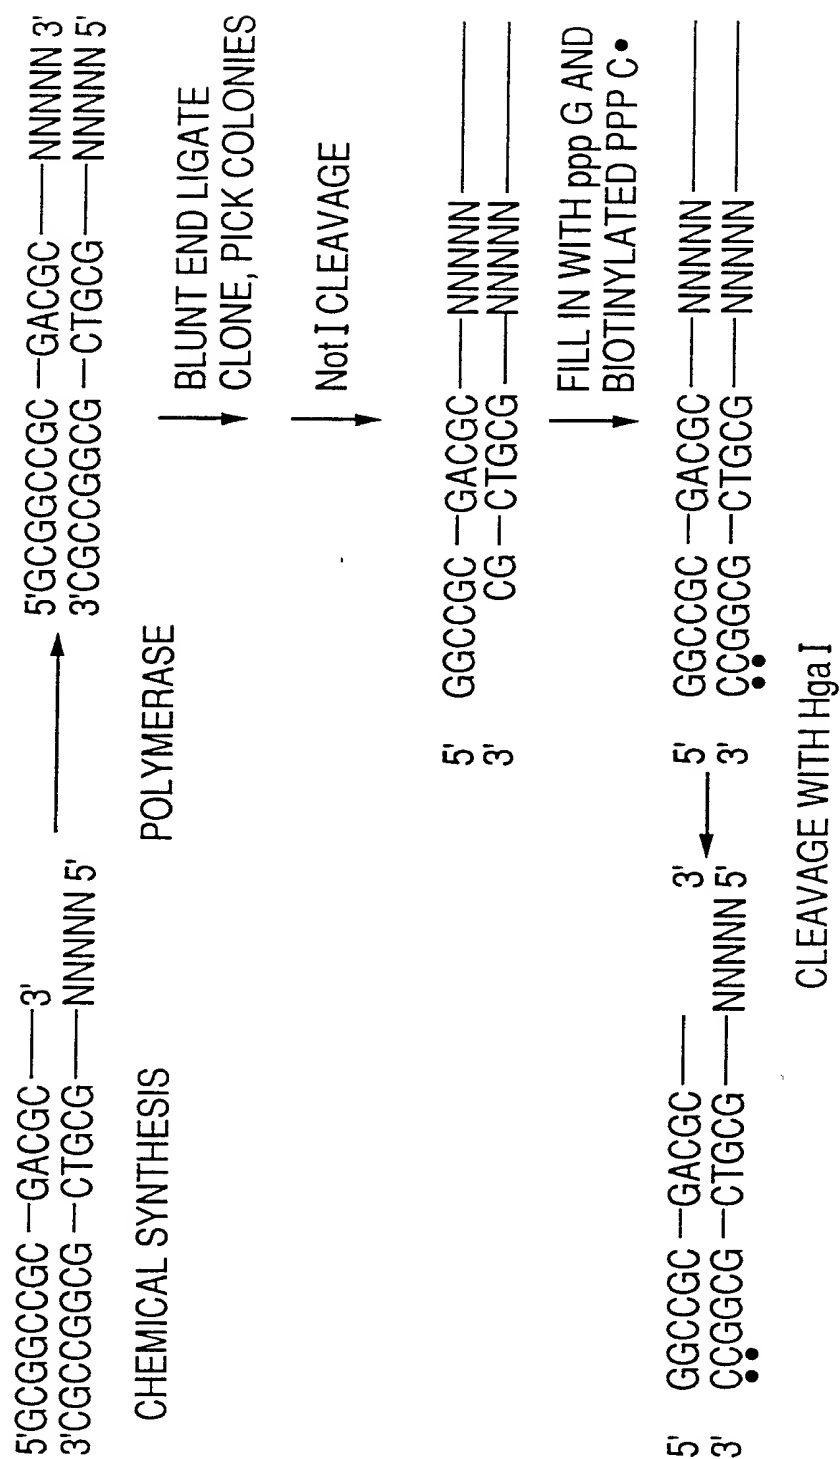 5'GCGGCCGC — GACGC — 3'
3'CGCCGGCG — CTGCG — NNNNN 5'
CHEMICAL SYNTHESIS
POLYMERASE
5'GCGGCCGC — GACGC — NNNNN 3'
3'CGCCGGCG — CTGCG — NNNNN 5'
BLUNT END LIGATE
CLONE, PICK COLONIES
NotI CLEAVAGE
5' GGCCGC — GACGC — NNNNN —
3' CG — CTGCG — NNNNN —
FILL IN WITH ppp G AND
BIOTINYLATED PPP C•
5' GGCCGC — GACGC — NNNNN —
3' CCGGCG — CTGCG — NNNNN —
CLEAVAGE WITH HgaI
5' GGCCGC — GACGC — 3'
3' CCGGCG — CTGCG — NNNNN 5'